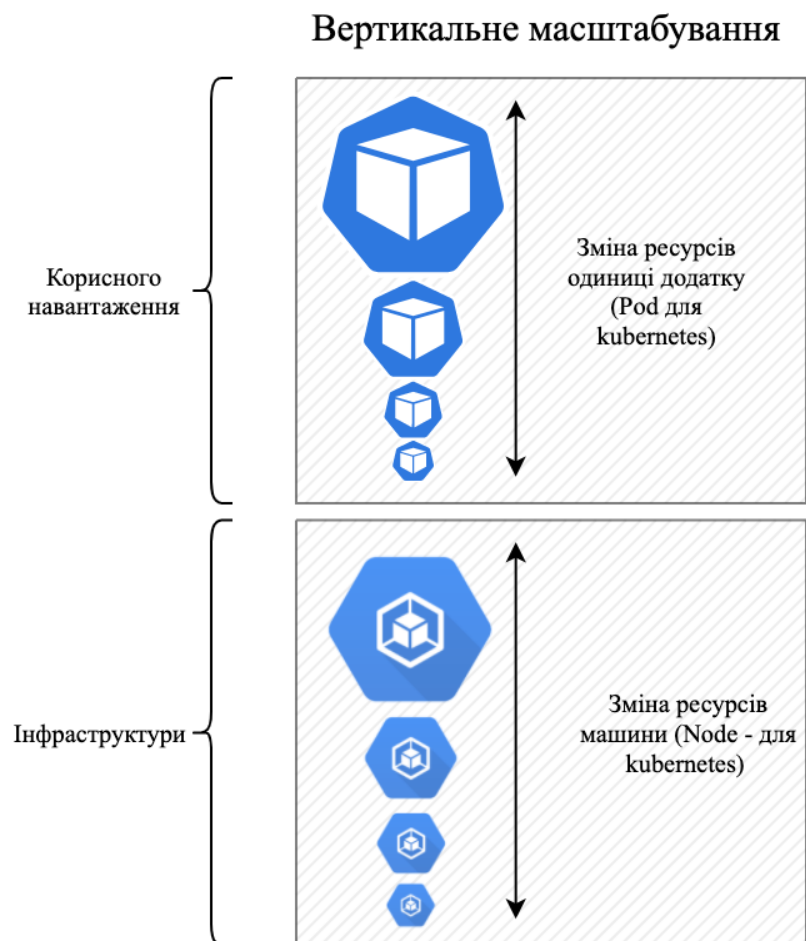 Вертикальне масштабування
Корисного
навантаження
Зміна ресурсів
одиниці додатку
(Pod для
kubernetes)
Інфраструктури
Зміна ресурсів
машини (Node - для
kubernetes)